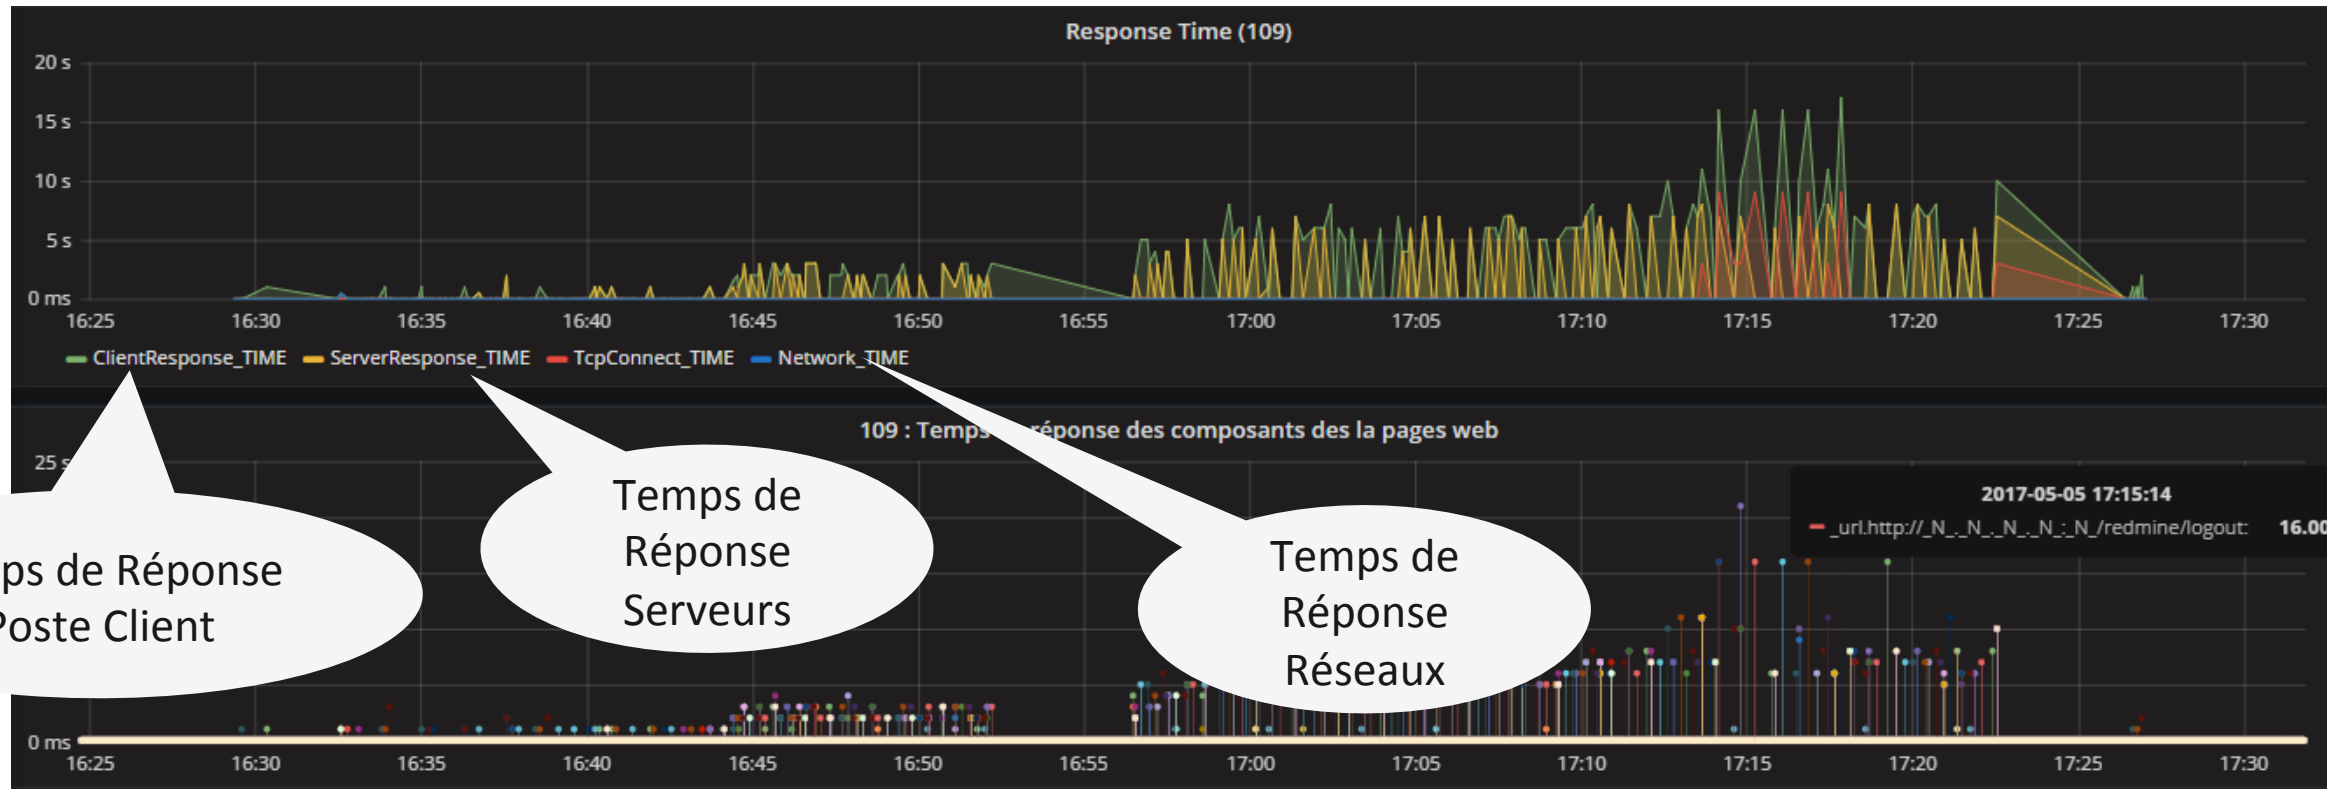 Response Time (109)
20 s
15 s
10 s
5 s
0 ms
16:25 16:30 16:35 16:40 16:45 16:50 16:55 17:00 17:05 17:10 17:15 17:20 17:25 17:30
ClientResponse_TIME ServerResponse_TIME TcpConnect_TIME Network_TIME
109 : Temps réponse des composants des la pages web
25 s
2017-05-05 17:15:14
_url.http://_N_._N_._N_._N_:_N_/redmine/logout: 16.00
Temps de
Réponse
Serveurs
Temps de
Réponse
Réseaux
ps de Réponse
Poste Client
0 ms
16:25 16:30 16:35 16:40 16:45 16:50 16:55 17:00 17:05 17:10 17:15 17:20 17:25 17:30